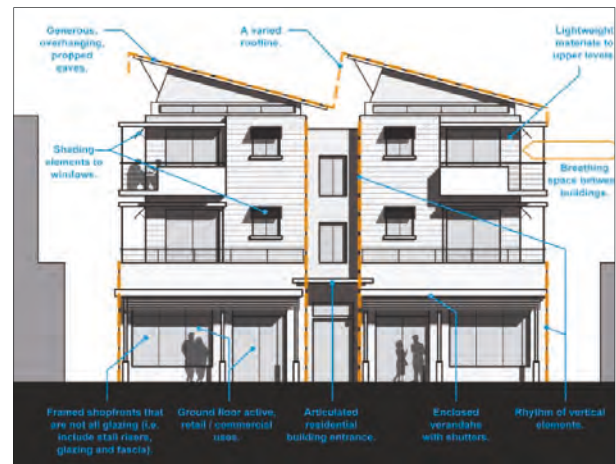 Generous,
overhanging,
propped
eaves.
A varied
roofline.
Lightweight
materials to
upper levels
Shading
elements to
windows.
Breathing
space between
buildings.
Framed shopfronts that
are not all glazing (i.e.
include stall risers,
glazing and fascia)
Ground floor active,
retail / commercial
uses.
Articulated
residential
building entrance.
Enclosed
verandahs
with shutters.
Rhythm of vertical
elements.